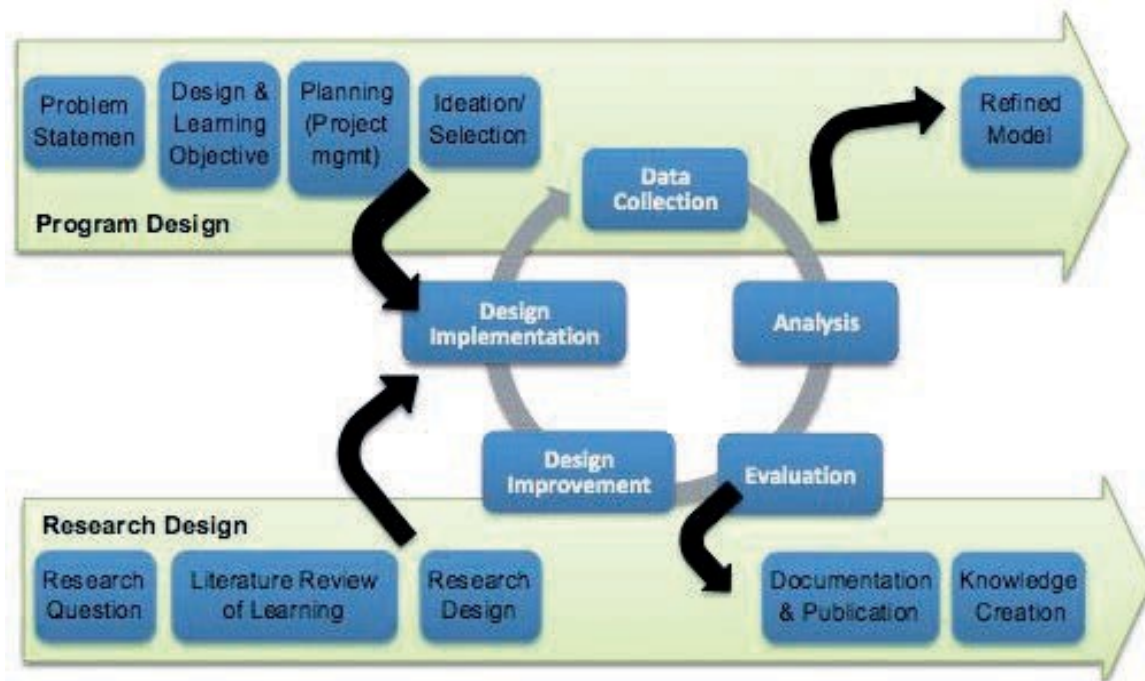 Problem
Statemen
Design &
Learning
Objective
Planning
(Project
mgmt)
Ideation/
Selection
Refined
Model
Program Design
Data
Collection
Design
Implementation
Analysis
Design
Improvement
Evaluation
Research Design
Research
Question
Literature Review
of Learning
Research
Design
Documentation
& Publication
Knowledge
Creation